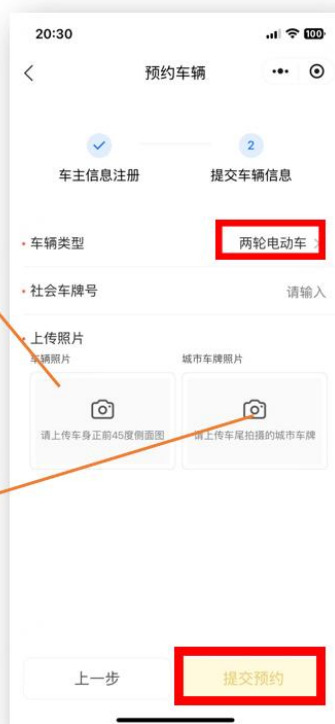 20:30
100
预约车辆
2
车主信息注册
提交车辆信息
车辆类型
两轮电动车
社会车牌号
请输入
上传照片
车辆照片
城市车牌照片
请上传车身正前45度侧面图
请上传车尾拍摄的城市车牌
上一步
提交预约